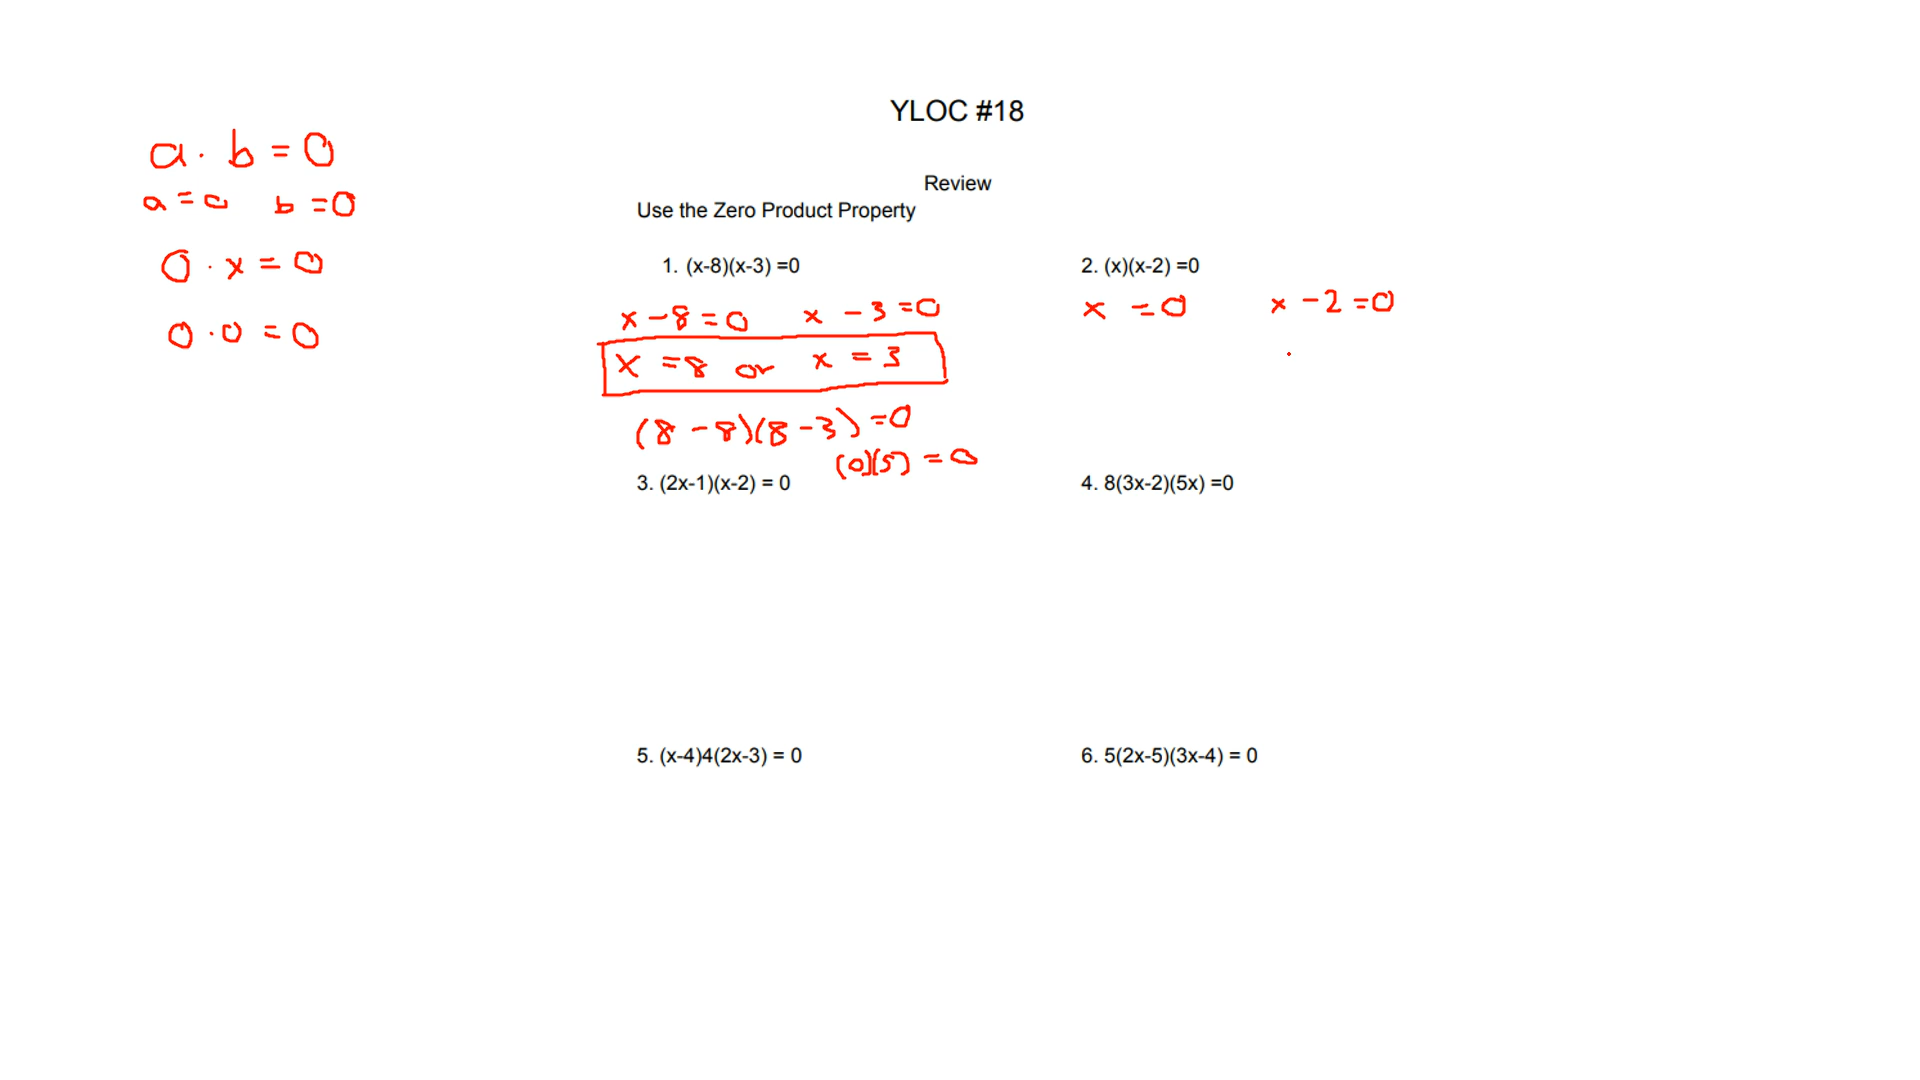 YLOC #18
a · b = 0
a = 0 b = 0
0 · x = 0
0 · 0 = 0
Review
Use the Zero Product Property
1. (x-8)(x-3) =0
x - 8 = 0 x - 3 = 0
x = 8 or x = 3
(8 - 8)(8 - 3) = 0
(0)(5) = 0
2. (x)(x-2) =0
x = 0 x - 2 = 0
3. (2x-1)(x-2) = 0
4. 8(3x-2)(5x) =0
5. (x-4)4(2x-3) = 0
6. 5(2x-5)(3x-4) = 0